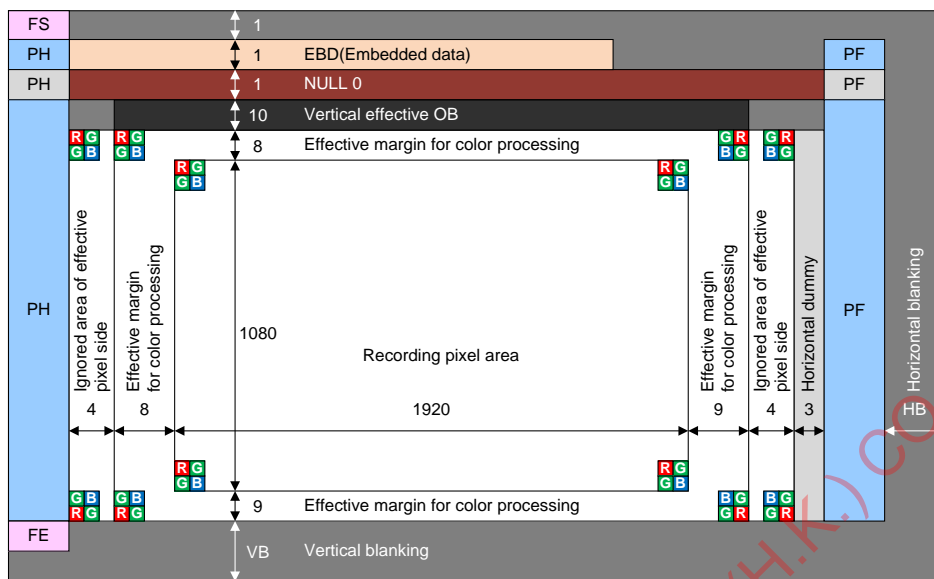 FS
1
PH
1
EBD(Embedded data)
PF
PH
1
NULL 0
PF
10
Vertical effective OB
R G
G B
R G
G B
8
Effective margin for color processing
G R
B G
G R
B G
R G
G B
R G
G B
PH
Ignored area of effective
pixel side
4
Effective margin
for color processing
8
1080
Recording pixel area
1920
Effective margin
for color processing
9
Ignored area of effective
pixel side
4
Horizontal dummy
3
PF
Horizontal blanking
HB
R G
G B
R G
G B
G B
R G
G B
R G
9
Effective margin for color processing
B G
G R
B G
G R
FE
VB
Vertical blanking
(H.K.) CO